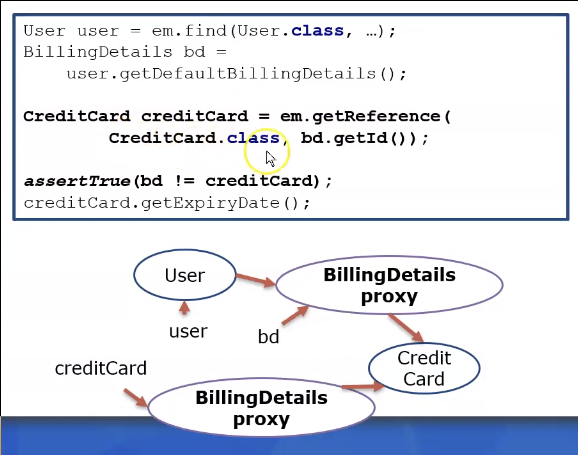 User user = em.find(User.class, …);
BillingDetails bd =
    user.getDefaultBillingDetails();
CreditCard creditCard = em.getReference(
        CreditCard.class, bd.getId());
assertTrue(bd != creditCard);
creditCard.getExpiryDate();
User
BillingDetails
proxy
user
bd
creditCard
Credit
Card
BillingDetails
proxy